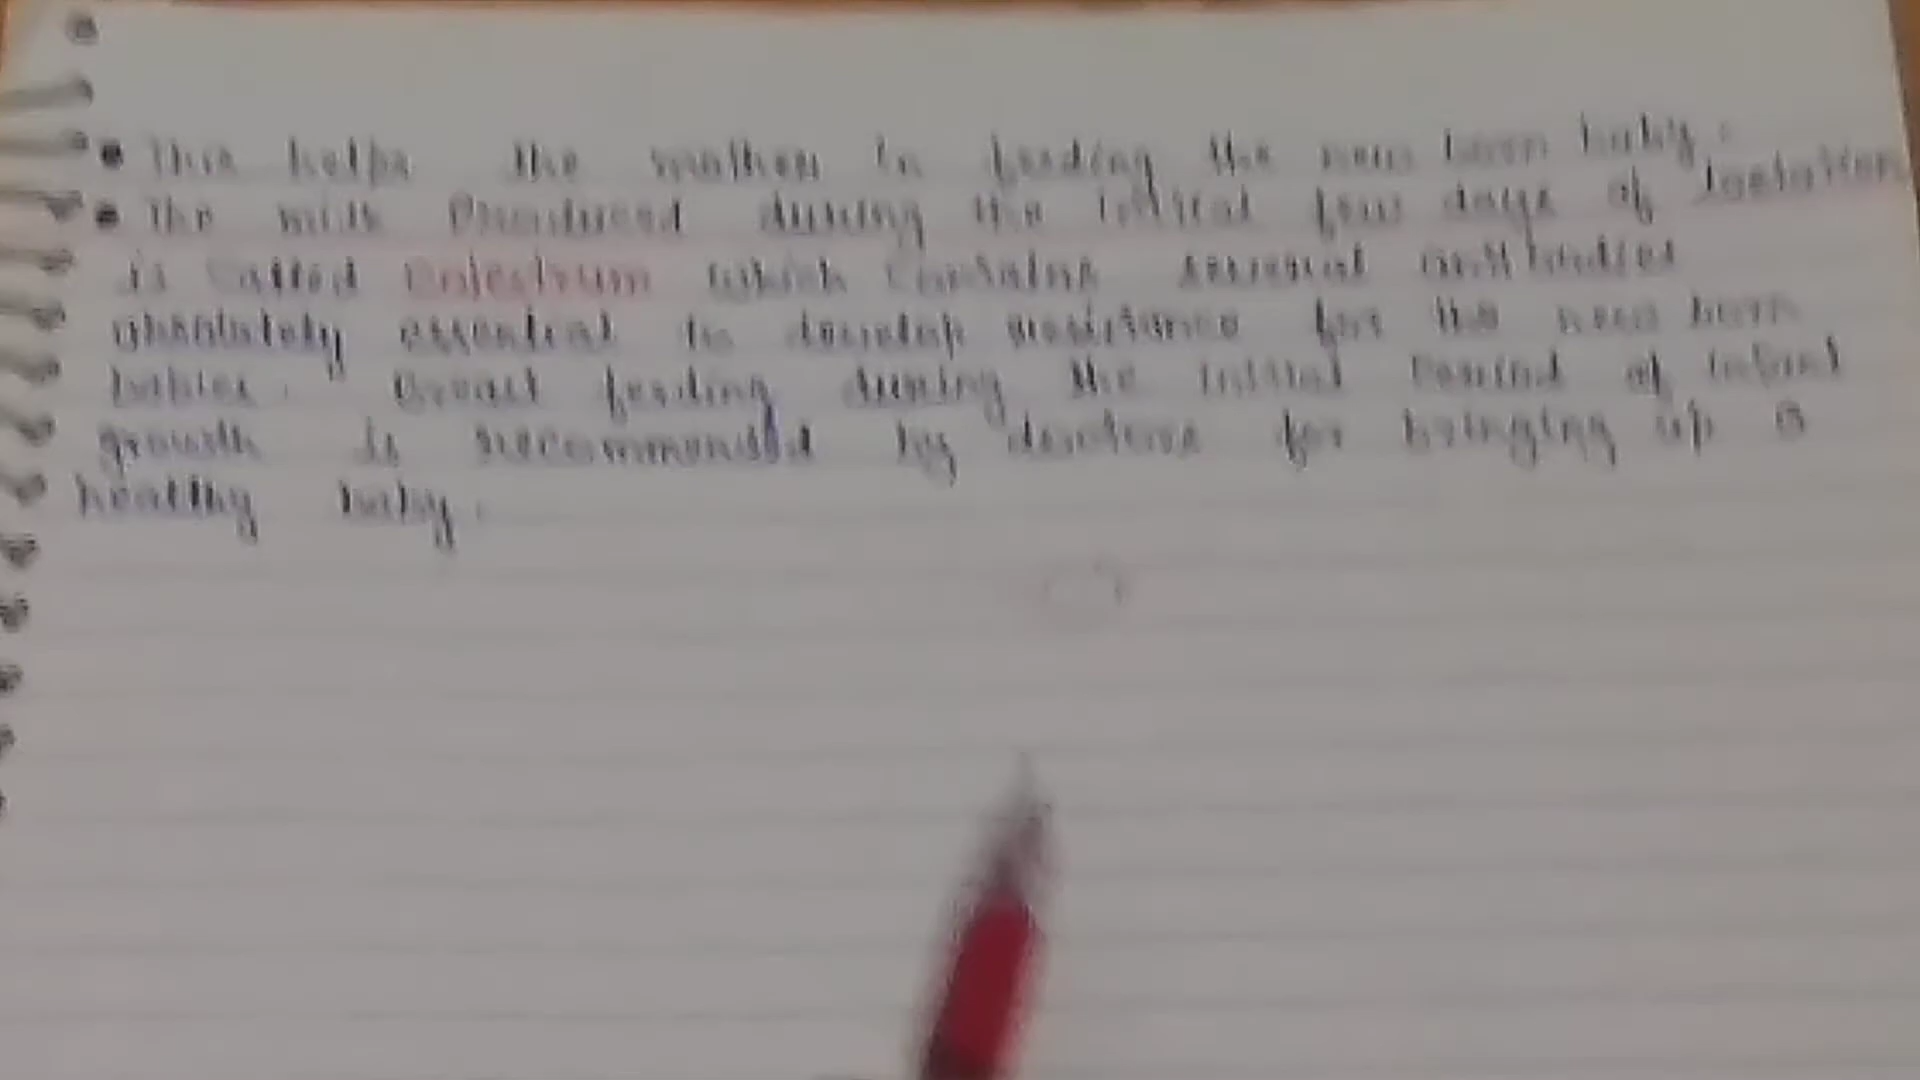 • This helps the mother in feeding the new born baby.
• The milk Produced during the initial few days of lactation
is called Colostrum which Contains several antibodies
absolutely essential to develop resistance for the new born
babies. Breast feeding during the initial Period of infant
growth is recommended by doctors for bringing up a
healthy baby.